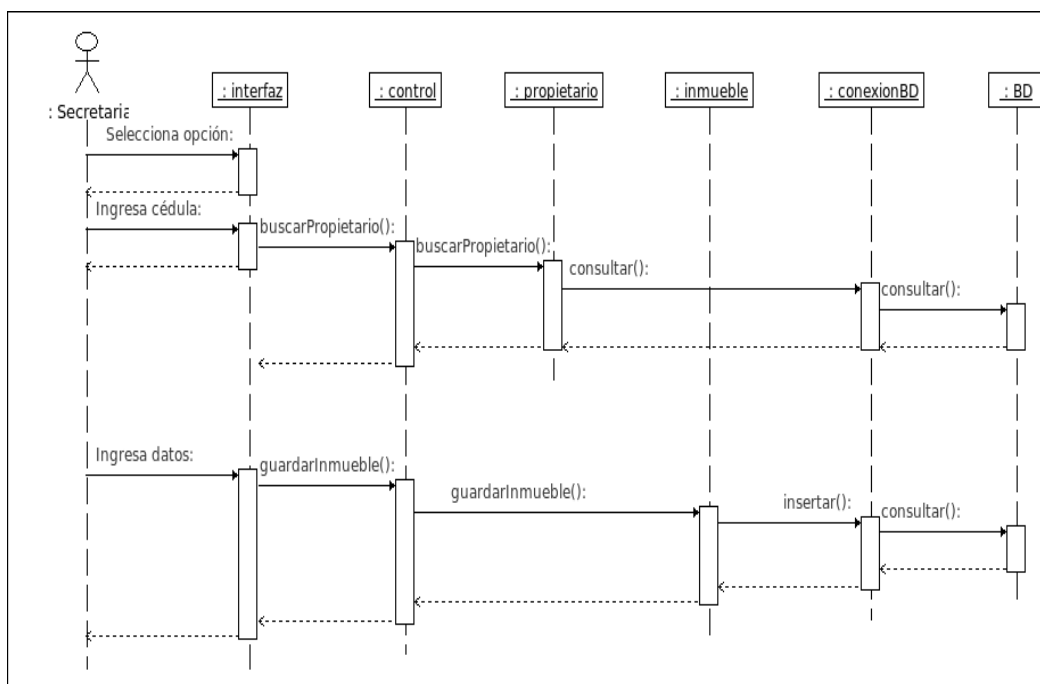 : interfaz
: control
: propietario
: inmueble
: conexionBD
: BD
: Secretaria
Selecciona opción:
Ingresa cédula:
buscarPropietario():
buscarPropietario():
consultar():
consultar():
Ingresa datos:
guardarInmueble():
guardarInmueble():
insertar():
consultar():